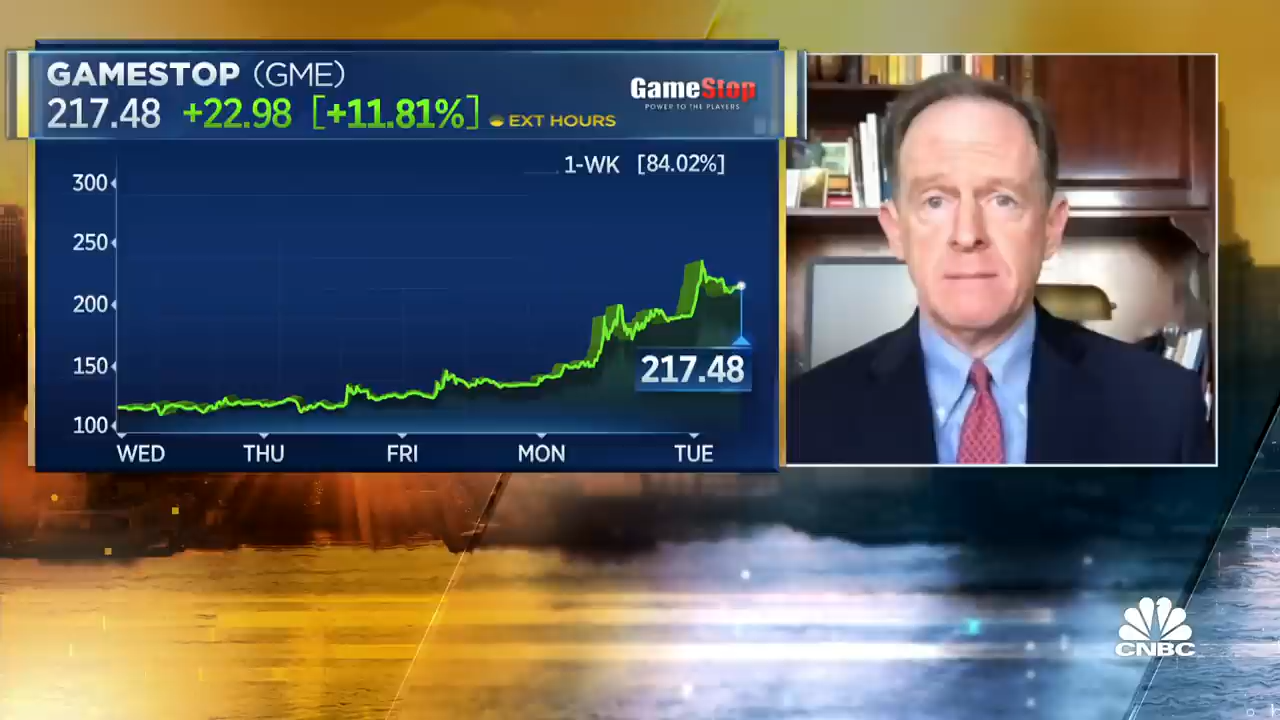 GAMESTOP (GME)
217.48 +22.98 [+11.81%] EXT HOURS
GameStop
POWER TO THE PLAYERS
1-WK [84.02%]
300
250
200
150
100
217.48
WED THU FRI MON TUE
CNBC